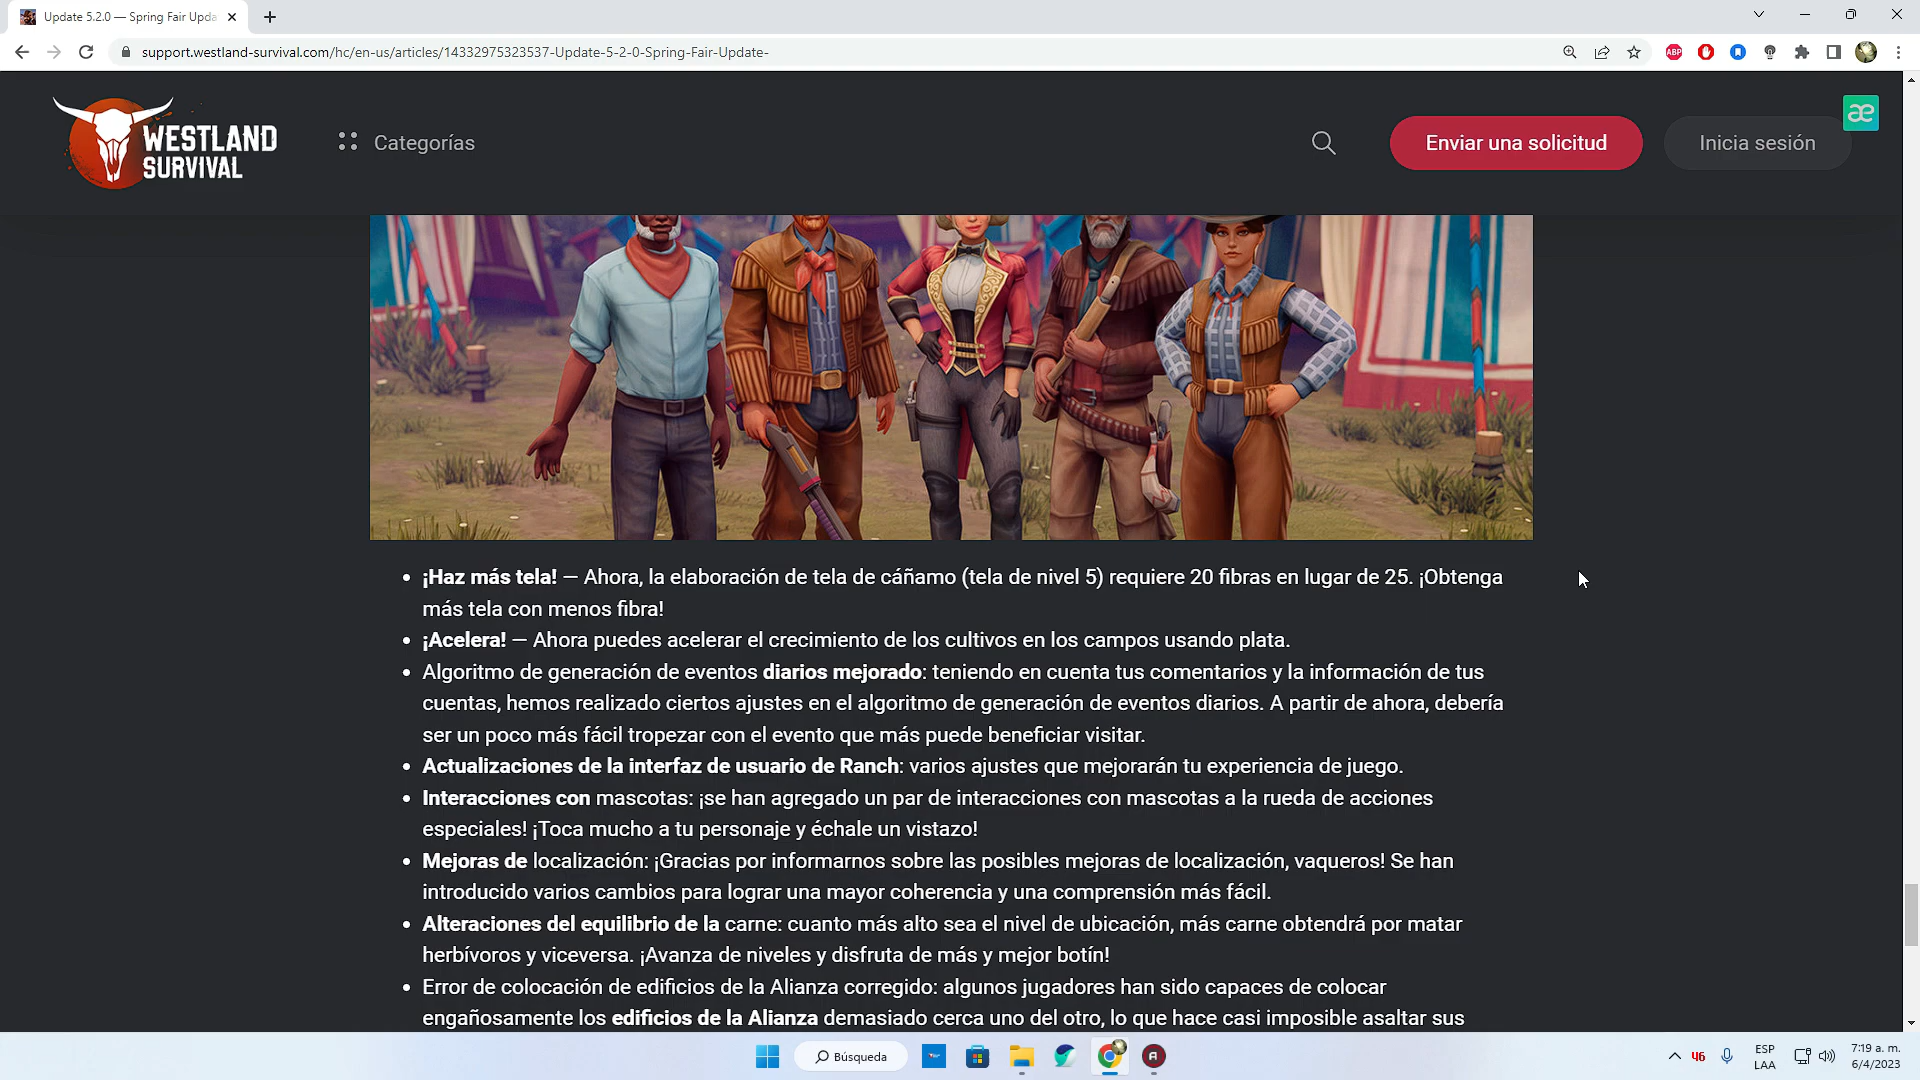 Update 5.2.0 — Spring Fair Upda
support.westland-survival.com/hc/en-us/articles/14332975323537-Update-5-2-0-Spring-Fair-Update-
ABP
WESTLAND
SURVIVAL
Categorías
Enviar una solicitud
Inicia sesión
æ
¡Haz más tela! — Ahora, la elaboración de tela de cáñamo (tela de nivel 5) requiere 20 fibras en lugar de 25. ¡Obtenga
más tela con menos fibra!
¡Acelera! — Ahora puedes acelerar el crecimiento de los cultivos en los campos usando plata.
Algoritmo de generación de eventos diarios mejorado: teniendo en cuenta tus comentarios y la información de tus
cuentas, hemos realizado ciertos ajustes en el algoritmo de generación de eventos diarios. A partir de ahora, debería
ser un poco más fácil tropezar con el evento que más puede beneficiar visitar.
Actualizaciones de la interfaz de usuario de Ranch: varios ajustes que mejorarán tu experiencia de juego.
Interacciones con mascotas: ¡se han agregado un par de interacciones con mascotas a la rueda de acciones
especiales! ¡Toca mucho a tu personaje y échale un vistazo!
Mejoras de localización: ¡Gracias por informarnos sobre las posibles mejoras de localización, vaqueros! Se han
introducido varios cambios para lograr una mayor coherencia y una comprensión más fácil.
Alteraciones del equilibrio de la carne: cuanto más alto sea el nivel de ubicación, más carne obtendrá por matar
herbívoros y viceversa. ¡Avanza de niveles y disfruta de más y mejor botín!
Error de colocación de edificios de la Alianza corregido: algunos jugadores han sido capaces de colocar
engañosamente los edificios de la Alianza demasiado cerca uno del otro, lo que hace casi imposible asaltar sus
Búsqueda
ESP
LAA
7:19 a. m.
6/4/2023